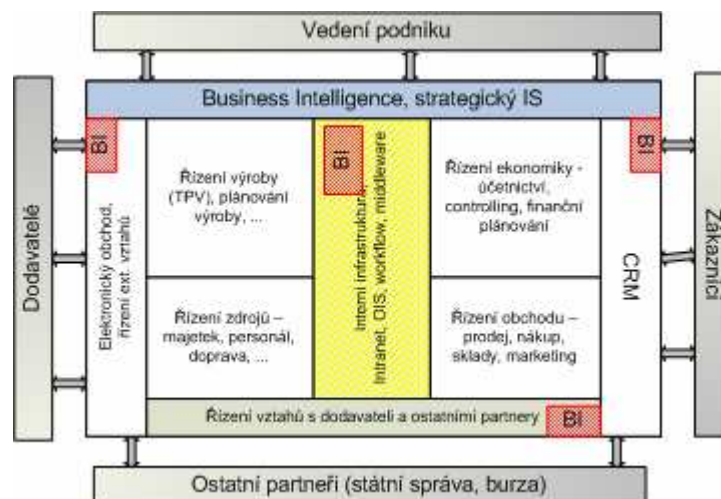 Vedení podniku
Business Intelligence, strategický IS
Dodavatelé
BI
Elektronický obchod,
řízení ext. vztahů
Řízení výroby
(TPV), plánování
výroby, ...
BI
Interní infrastruktura
Intranet, OIS, workflow, middleware
Řízení ekonomiky -
účetnictví,
controlling, finanční
plánování
BI
CRM
Zákazníci
Řízení zdrojů –
majetek, personál,
doprava, ...
Řízení obchodu –
prodej, nákup,
sklady, marketing
Řízení vztahů s dodavateli a ostatními partnery
BI
Ostatní partneři (státní správa, burza)